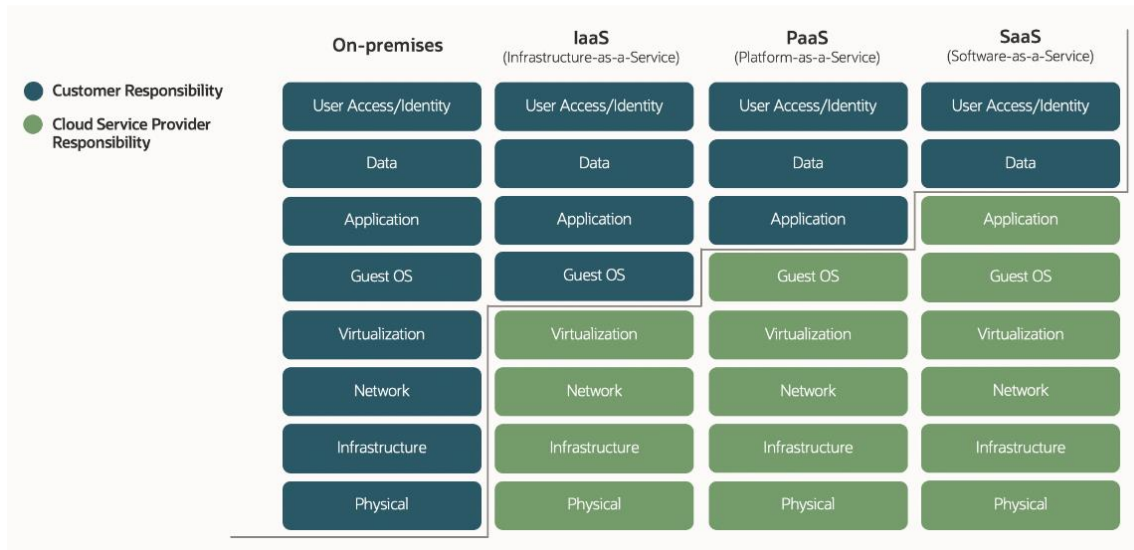 On-premises
IaaS
(Infrastructure-as-a-Service)
PaaS
(Platform-as-a-Service)
SaaS
(Software-as-a-Service)
Customer Responsibility
Cloud Service Provider
Responsibility
User Access/Identity
User Access/Identity
User Access/Identity
User Access/Identity
Data
Data
Data
Data
Application
Application
Application
Application
Guest OS
Guest OS
Guest OS
Guest OS
Virtualization
Virtualization
Virtualization
Virtualization
Network
Network
Network
Network
Infrastructure
Infrastructure
Infrastructure
Infrastructure
Physical
Physical
Physical
Physical